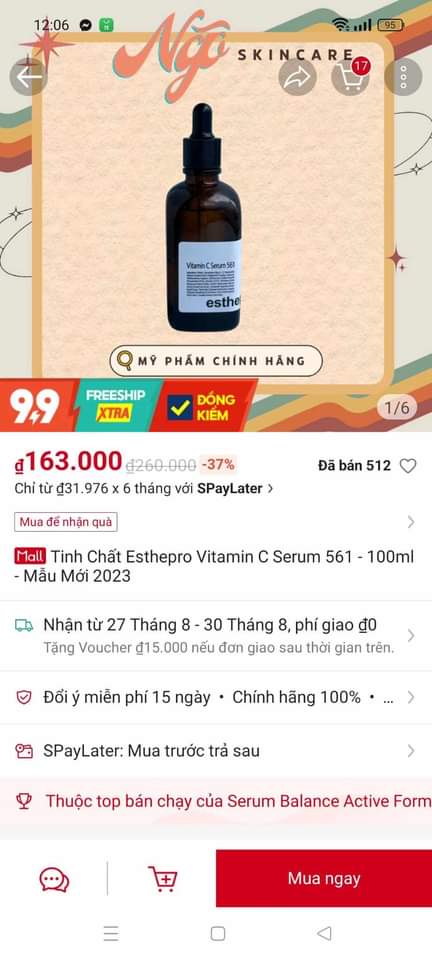 12:06
95
Ngô
SKINCARE
17
Vitamin C Serum 561
esthe
MỸ PHẨM CHÍNH HÃNG
9.9
FREESHIP
XTRA
ĐỒNG
KIỂM
1/6
₫163.000 ₫260.000 -37%
Đã bán 512
Chỉ từ ₫31.976 x 6 tháng với SPayLater
Mua để nhận quà
Mall Tinh Chất Esthepro Vitamin C Serum 561 - 100ml
- Mẫu Mới 2023
Nhận từ 27 Tháng 8 - 30 Tháng 8, phí giao ₫0
Tặng Voucher ₫15.000 nếu đơn giao sau thời gian trên.
Đổi ý miễn phí 15 ngày • Chính hãng 100% • ...
SPayLater: Mua trước trả sau
Thuộc top bán chạy của Serum Balance Active Form
Mua ngay